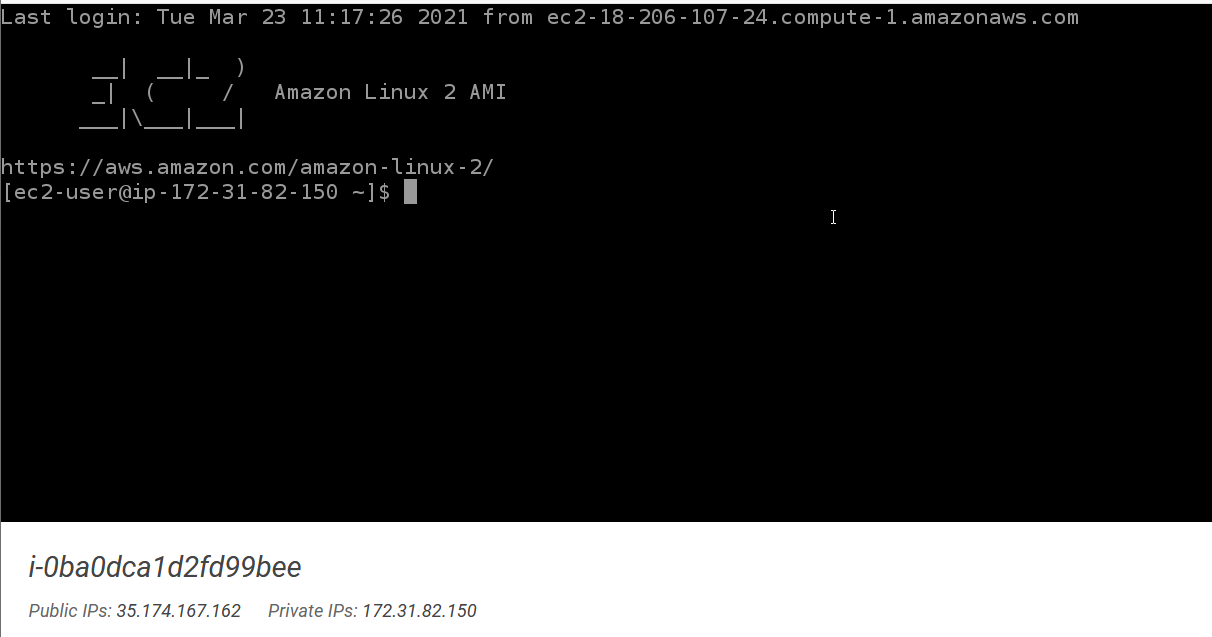 Last login: Tue Mar 23 11:17:26 2021 from ec2-18-206-107-24.compute-1.amazonaws.com
       __|  __|_  )
       _|  (     /   Amazon Linux 2 AMI
      ___|\___|___|
https://aws.amazon.com/amazon-linux-2/
[ec2-user@ip-172-31-82-150 ~]$
i-0ba0dca1d2fd99bee
Public IPs: 35.174.167.162 Private IPs: 172.31.82.150